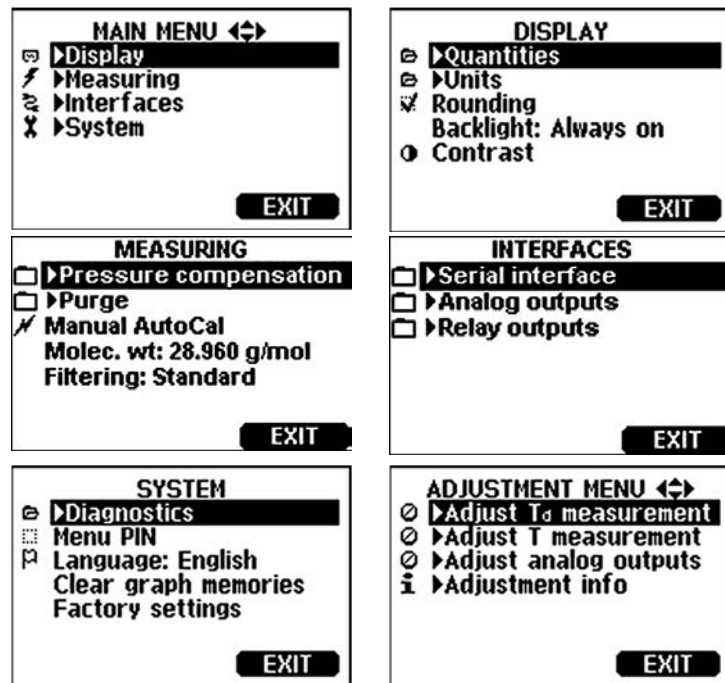 MAIN MENU
Display
Measuring
Interfaces
System
EXIT
DISPLAY
Quantities
Units
Rounding
Backlight: Always on
Contrast
EXIT
MEASURING
Pressure compensation
Purge
Manual AutoCal
Molec. wt: 28.960 g/mol
Filtering: Standard
EXIT
INTERFACES
Serial interface
Analog outputs
Relay outputs
EXIT
SYSTEM
Diagnostics
Menu PIN
Language: English
Clear graph memories
Factory settings
EXIT
ADJUSTMENT MENU
Adjust Td measurement
Adjust T measurement
Adjust analog outputs
Adjustment info
EXIT